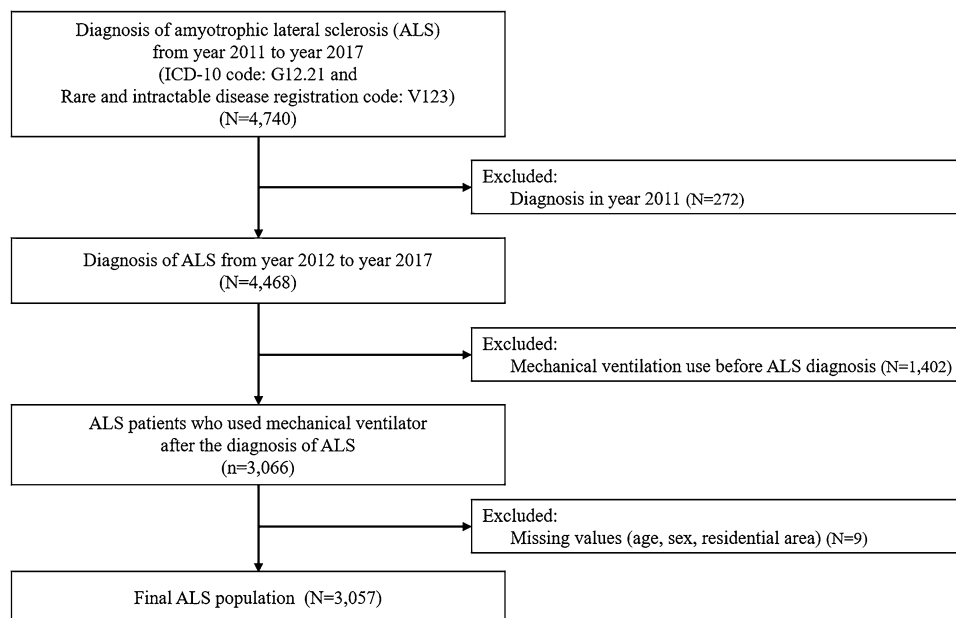 Diagnosis of amyotrophic lateral sclerosis (ALS)
from year 2011 to year 2017
(ICD-10 code: G12.21 and
Rare and intractable disease registration code: V123)
(N=4,740)
Excluded:
Diagnosis in year 2011 (N=272)
Diagnosis of ALS from year 2012 to year 2017
(N=4,468)
Excluded:
Mechanical ventilation use before ALS diagnosis (N=1,402)
ALS patients who used mechanical ventilator
after the diagnosis of ALS
(n=3,066)
Excluded:
Missing values (age, sex, residential area) (N=9)
Final ALS population (N=3,057)